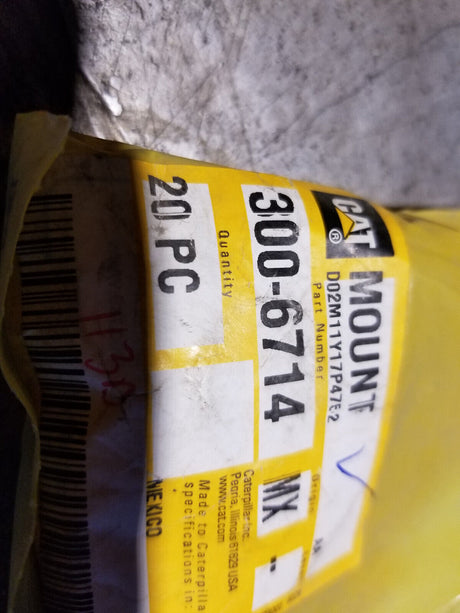 CAT®
MOUNT
D02M11Y17P47E2
Part Number
300-6714
MX --
Quantity
20 PC
Caterpillar Inc.
Peoria, Illinois 61629 USA
www.cat.com
Made to Caterpilla
specifications in:
MEXICO